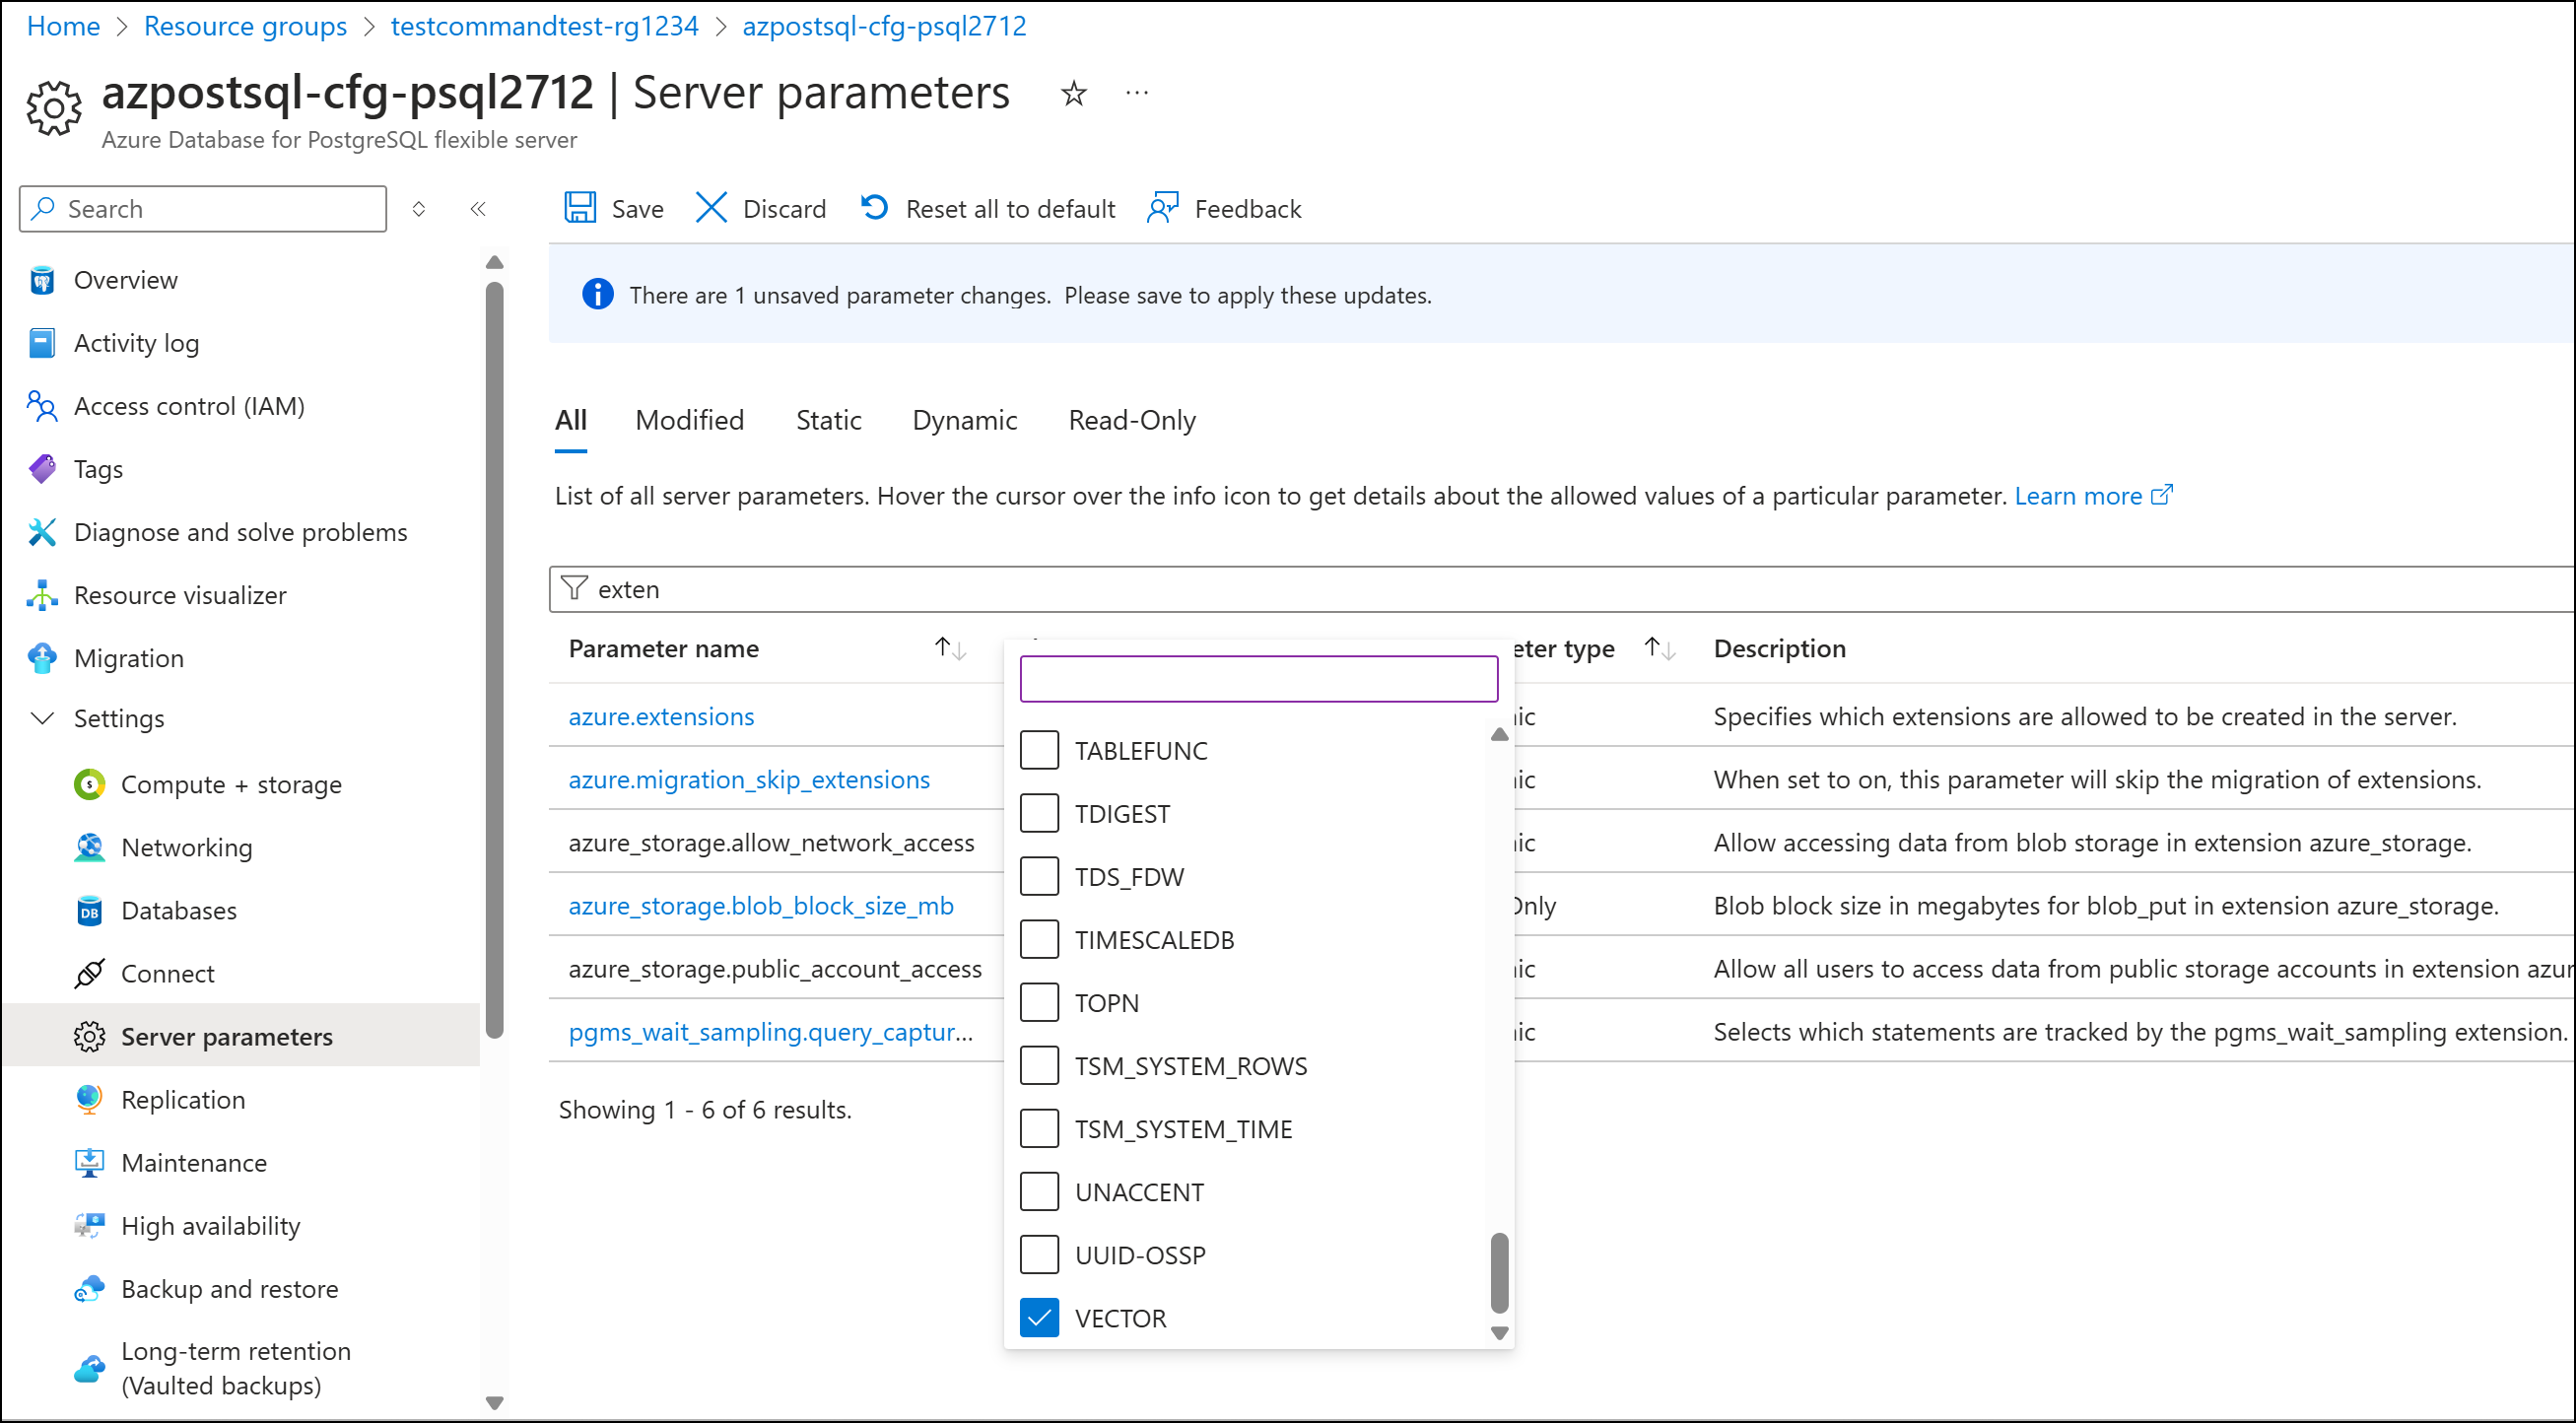 Home > Resource groups > testcommandtest-rg1234 > azpostsql-cfg-psql2712
azpostsql-cfg-psql2712 | Server parameters
Azure Database for PostgreSQL flexible server
Search
Overview
Activity log
Access control (IAM)
Tags
Diagnose and solve problems
Resource visualizer
Migration
Settings
Compute + storage
Networking
Databases
Connect
Server parameters
Replication
Maintenance
High availability
Backup and restore
Long-term retention
(Vaulted backups)
Save Discard Reset all to default Feedback
There are 1 unsaved parameter changes. Please save to apply these updates.
All Modified Static Dynamic Read-Only
List of all server parameters. Hover the cursor over the info icon to get details about the allowed values of a particular parameter. Learn more
exten
Parameter name eter type Description
azure.extensions ic Specifies which extensions are allowed to be created in the server.
azure.migration_skip_extensions ic When set to on, this parameter will skip the migration of extensions.
azure_storage.allow_network_access ic Allow accessing data from blob storage in extension azure_storage.
azure_storage.blob_block_size_mb Only Blob block size in megabytes for blob_put in extension azure_storage.
azure_storage.public_account_access ic Allow all users to access data from public storage accounts in extension azur
pgms_wait_sampling.query_captur... ic Selects which statements are tracked by the pgms_wait_sampling extension.
Showing 1 - 6 of 6 results.
TABLEFUNC
TDIGEST
TDS_FDW
TIMESCALEDB
TOPN
TSM_SYSTEM_ROWS
TSM_SYSTEM_TIME
UNACCENT
UUID-OSSP
VECTOR